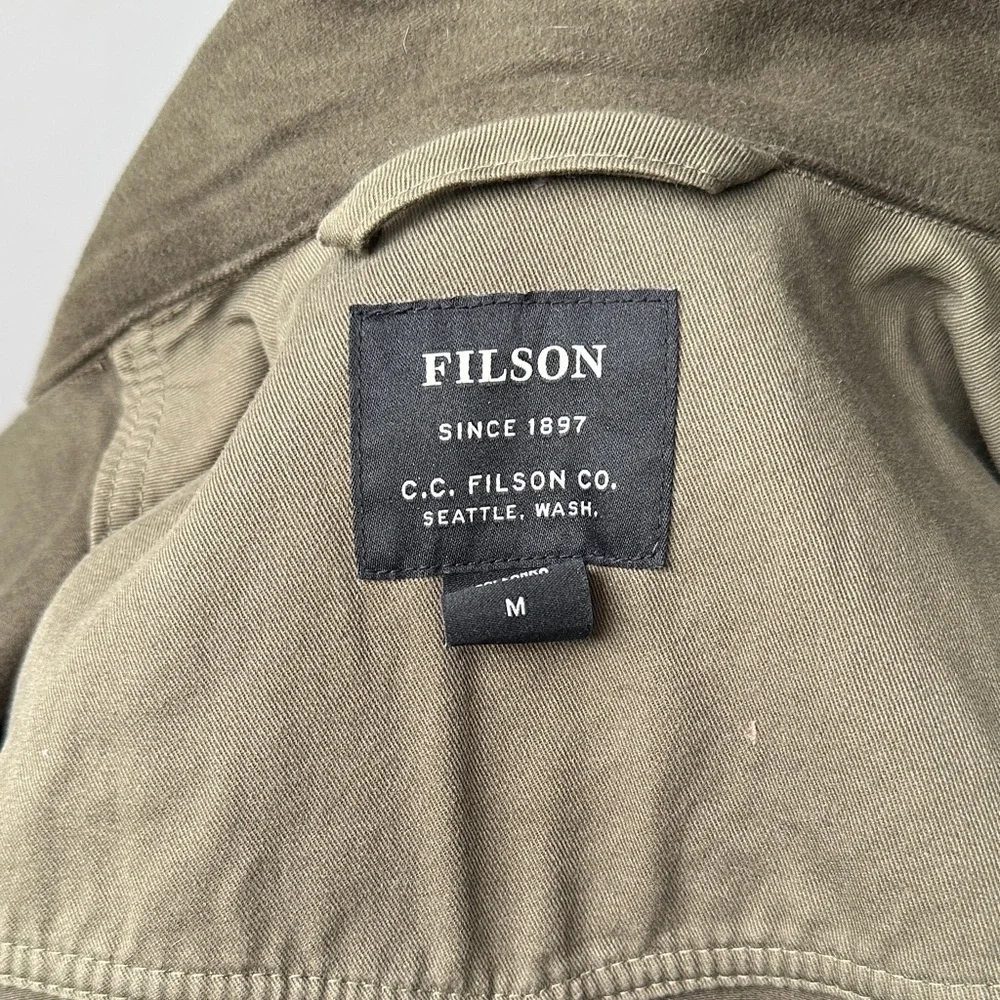 FILSON
SINCE 1897
C.C. FILSON CO.
SEATTLE, WASH.
M